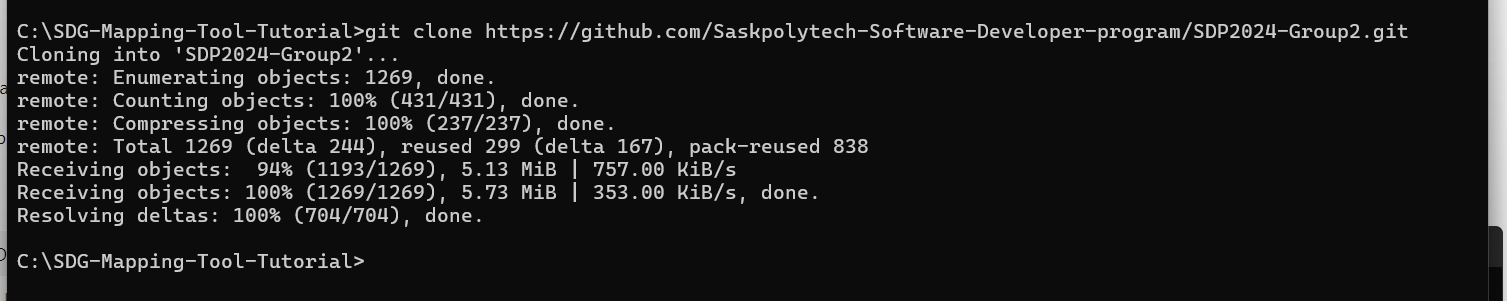 C:\SDG-Mapping-Tool-Tutorial>git clone https://github.com/Saskpolytech-Software-Developer-program/SDP2024-Group2.git
Cloning into 'SDP2024-Group2'...
remote: Enumerating objects: 1269, done.
remote: Counting objects: 100% (431/431), done.
remote: Compressing objects: 100% (237/237), done.
remote: Total 1269 (delta 244), reused 299 (delta 167), pack-reused 838
Receiving objects:  94% (1193/1269), 5.13 MiB | 757.00 KiB/s
Receiving objects: 100% (1269/1269), 5.73 MiB | 353.00 KiB/s, done.
Resolving deltas: 100% (704/704), done.
C:\SDG-Mapping-Tool-Tutorial>